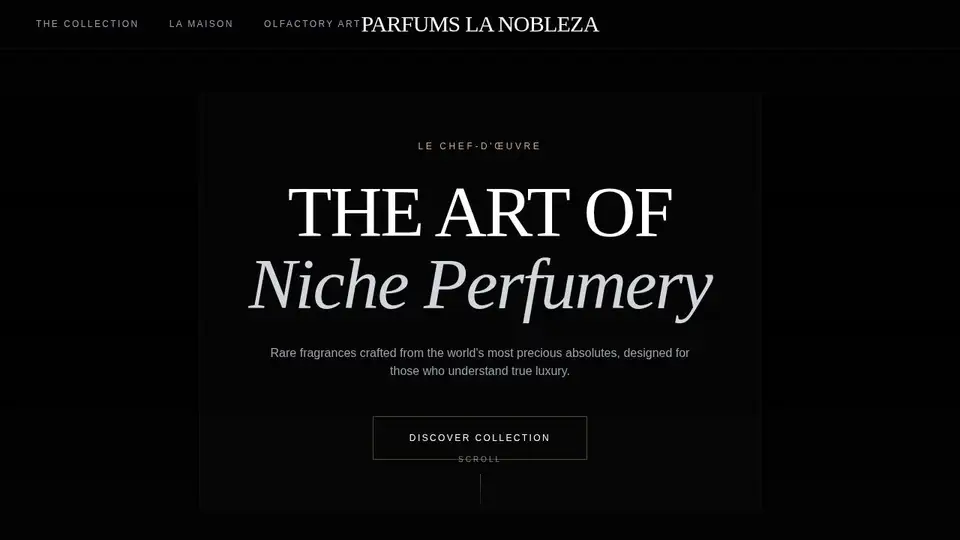 THE COLLECTION
LA MAISON
OLFACTORY ART
PARFUMS LA NOBLEZA
LE CHEF-D'ŒUVRE
THE ART OF
Niche Perfumery
Rare fragrances crafted from the world's most precious absolutes, designed for
those who understand true luxury.
DISCOVER COLLECTION
SCROLL